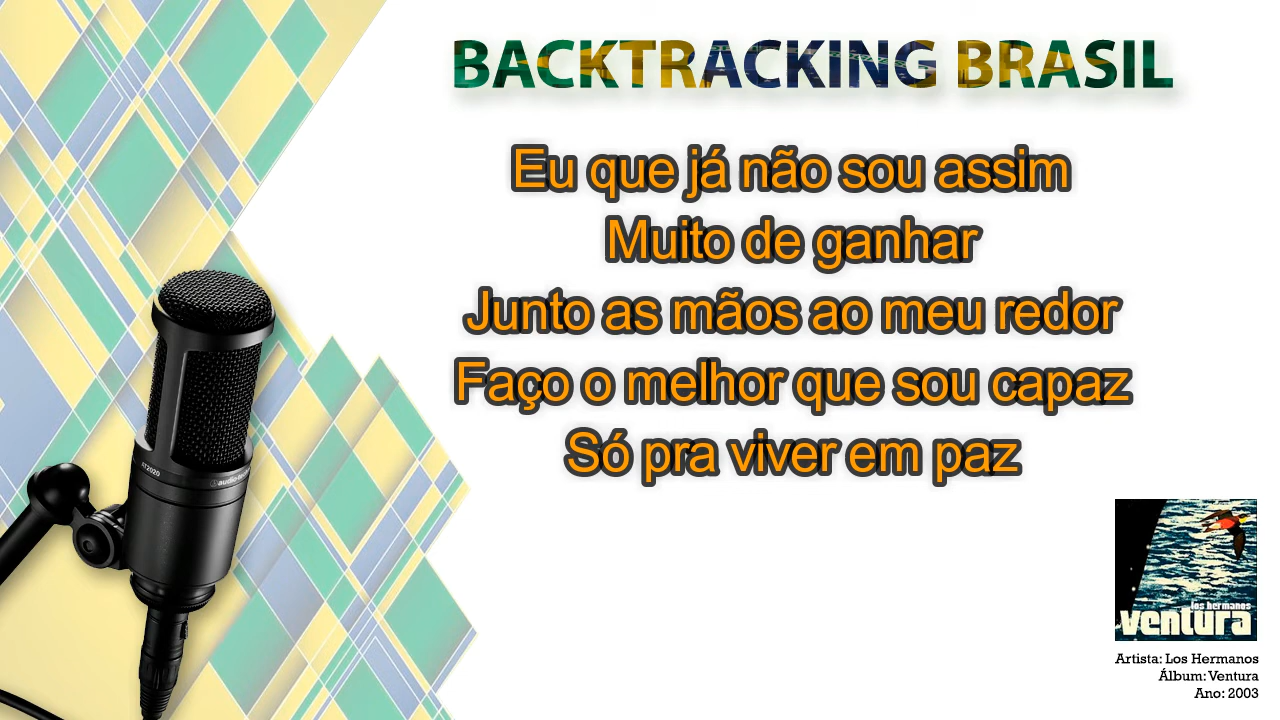 BACKTRACKING BRASIL
Eu que já não sou assim
Muito de ganhar
Junto as mãos ao meu redor
Faço o melhor que sou capaz
Só pra viver em paz
AT2020
los hermanos
ventura
Artista: Los Hermanos
Álbum: Ventura
Ano: 2003